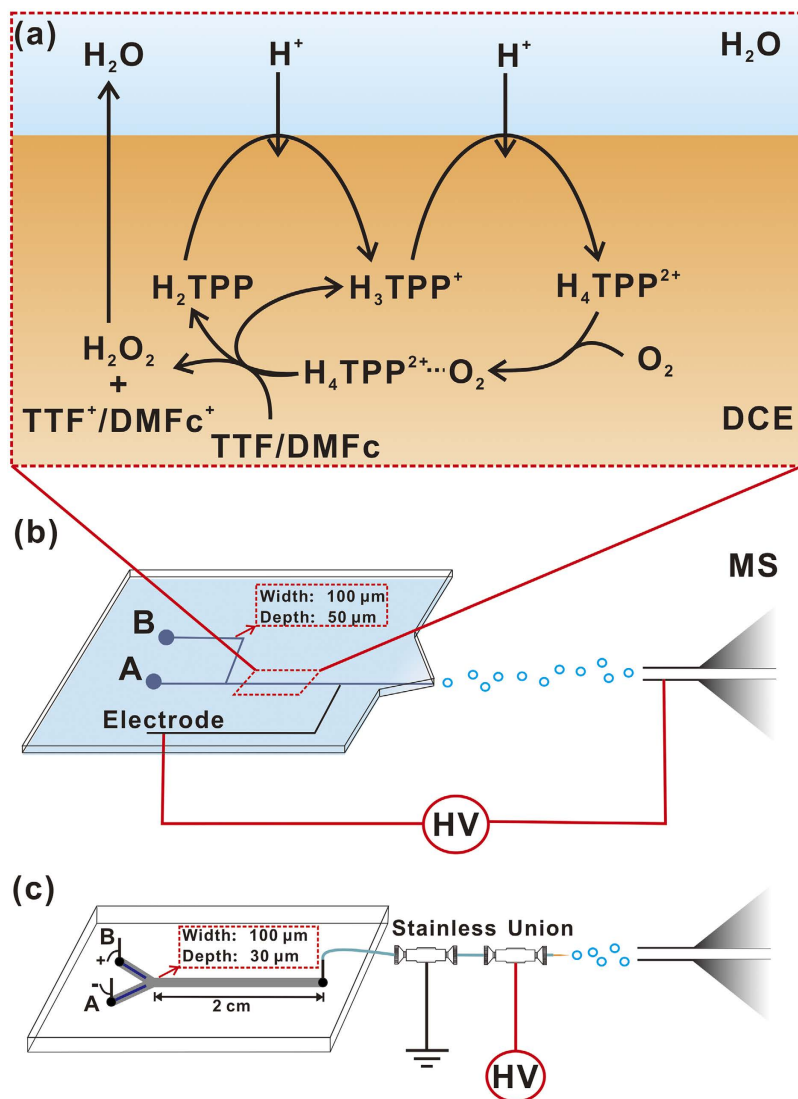 (a)
H₂O
H⁺
H⁺
H₂O
H₂TPP
H₃TPP⁺
H₄TPP²⁺
H₂O₂
+
TTF⁺/DMFc⁺
H₄TPP²⁺···O₂
O₂
TTF/DMFc
DCE
(b)
MS
Width: 100 μm
Depth: 50 μm
B
A
Electrode
HV
(c)
Stainless Union
Width: 100 μm
Depth: 30 μm
B
+
-
A
2 cm
HV